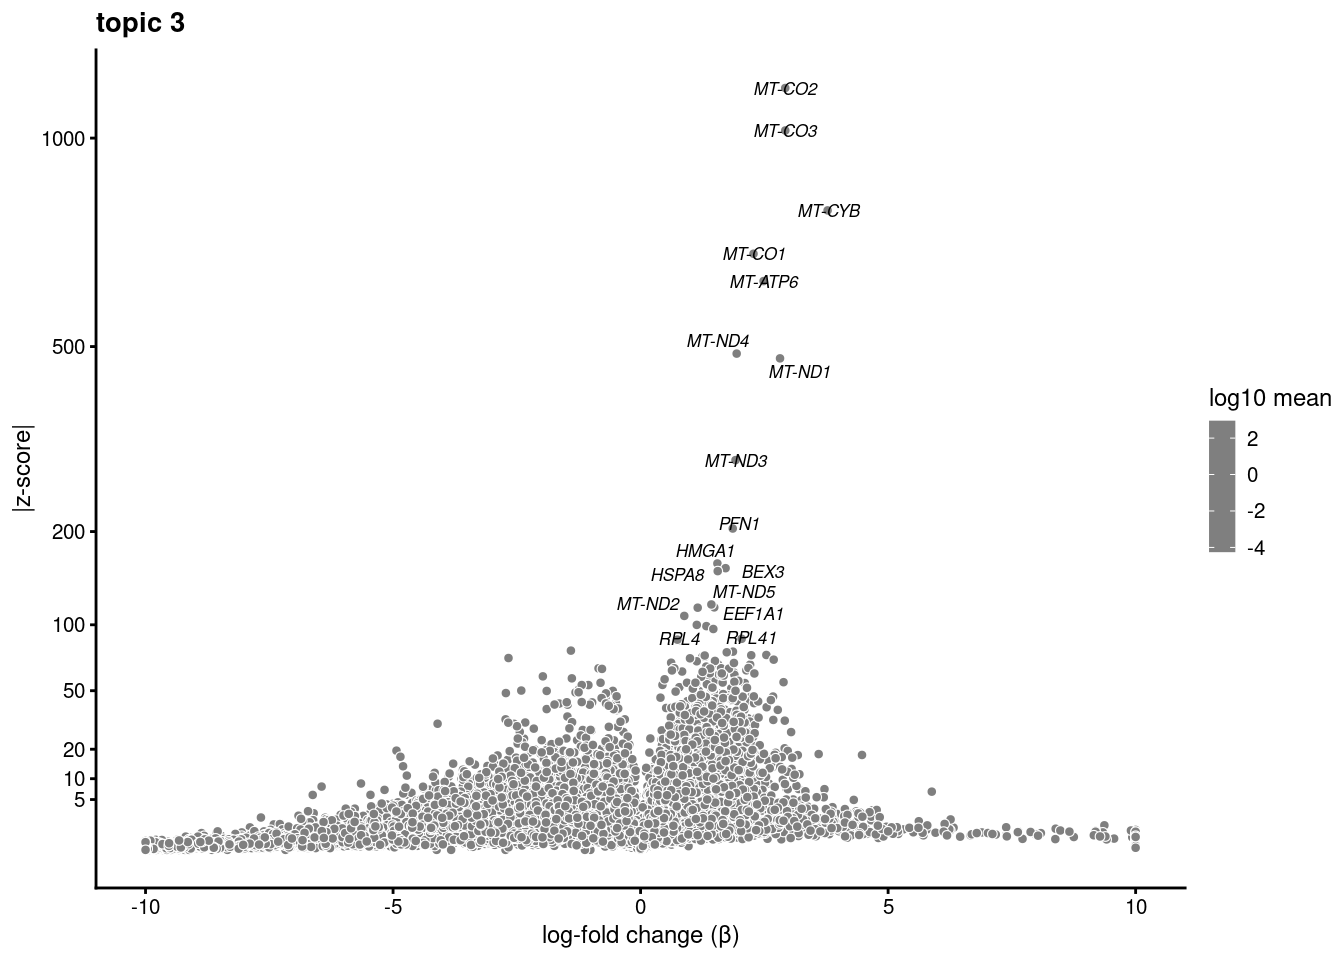 topic 3
|z-score|
1000
500
200
100
50
20
10
5
MT-CO2
MT-CO3
MT-CYB
MT-CO1
MT-ATP6
MT-ND4
MT-ND1
MT-ND3
PFN1
HMGA1
HSPA8
BEX3
MT-ND5
MT-ND2
EEF1A1
RPL4
RPL41
-10
-5
0
5
10
log-fold change (β)
log10 mean
2
0
-2
-4